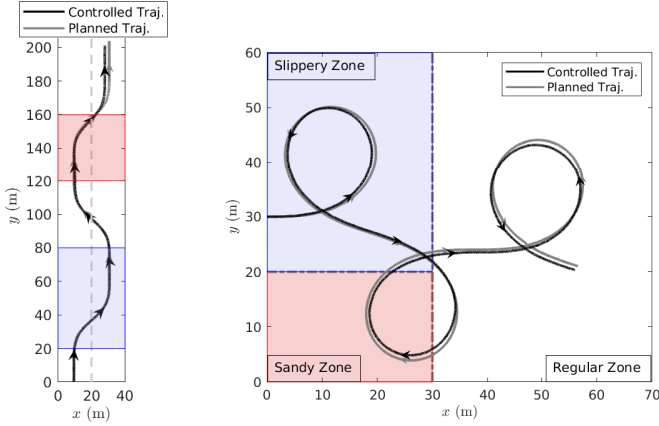 Controlled Traj.
Planned Traj.
200
180
160
140
120
100
80
60
40
20
0
y (m)
0 20 40
x (m)
60
50
40
30
20
10
0
y (m)
Slippery Zone
Controlled Traj.
Planned Traj.
Sandy Zone
Regular Zone
0 10 20 30 40 50 60 70
x (m)